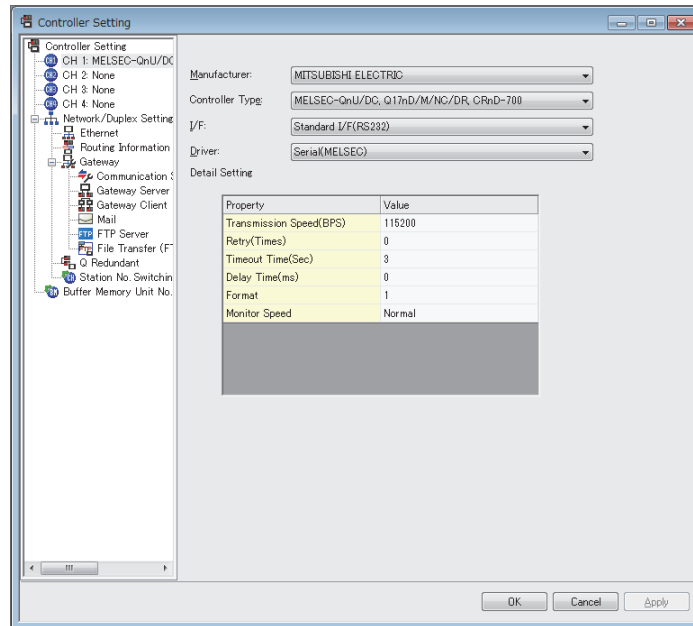 Controller Setting
Controller Setting
CH 1: MELSEC-QnU/DC
CH 2: None
CH 3: None
CH 4: None
Network/Duplex Setting
Ethernet
Routing Information
Gateway
Communication S
Gateway Server
Gateway Client
Mail
FTP Server
File Transfer (FT
Q Redundant
Station No. Switchin
Buffer Memory Unit No.
Manufacturer: MITSUBISHI ELECTRIC
Controller Type: MELSEC-QnU/DC, Q17nD/M/NC/DR, CRnD-700
I/F: Standard I/F(RS232)
Driver: Serial(MELSEC)
Detail Setting
Property Value
Transmission Speed(BPS) 115200
Retry(Times) 0
Timeout Time(Sec) 3
Delay Time(ms) 0
Format 1
Monitor Speed Normal
OK Cancel Apply